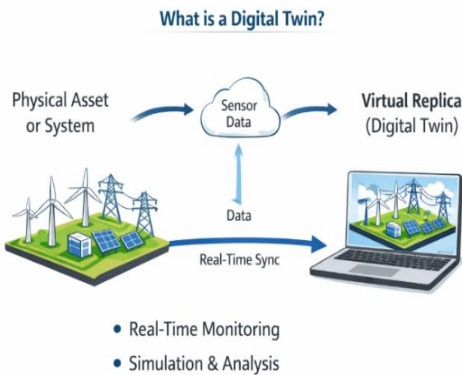 What is a Digital Twin?
Physical Asset
or System
Sensor
Data
Virtual Replica
(Digital Twin)
Data
Real-Time Sync
• Real-Time Monitoring
• Simulation & Analysis